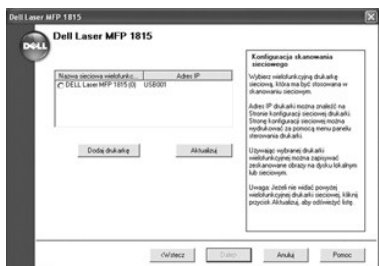 Dell Laser MFP 1815
DELL
Dell Laser MFP 1815
Nazwa sieciowa wielofunkc...
Adres IP
DELL Laser MFP 1815 (0)
USB001
Dodaj drukarkę
Aktualizuj
Konfiguracja skanowania
sieciowego
Wybierz wielofunkcyjną drukarkę
sieciową, która ma być stosowana w
skanowaniu sieciowym.
Adres IP drukarki można znaleźć na
Stronie konfiguracji sieciowej drukarki.
Stronę konfiguracji sieciowej można
wydrukować za pomocą menu panelu
sterowania drukarki.
Używając wybranej drukarki
wielofunkcyjnej można zapisywać
zeskanowane obrazy na dysku lokalnym
lub sieciowym.
Uwaga: Jeżeli nie widać powyżej
wielofunkcyjnej drukarki sieciowej, kliknij
przycisk Aktualizuj, aby odświeżyć listę.
<Wstecz
Dalej>
Anuluj
Pomoc